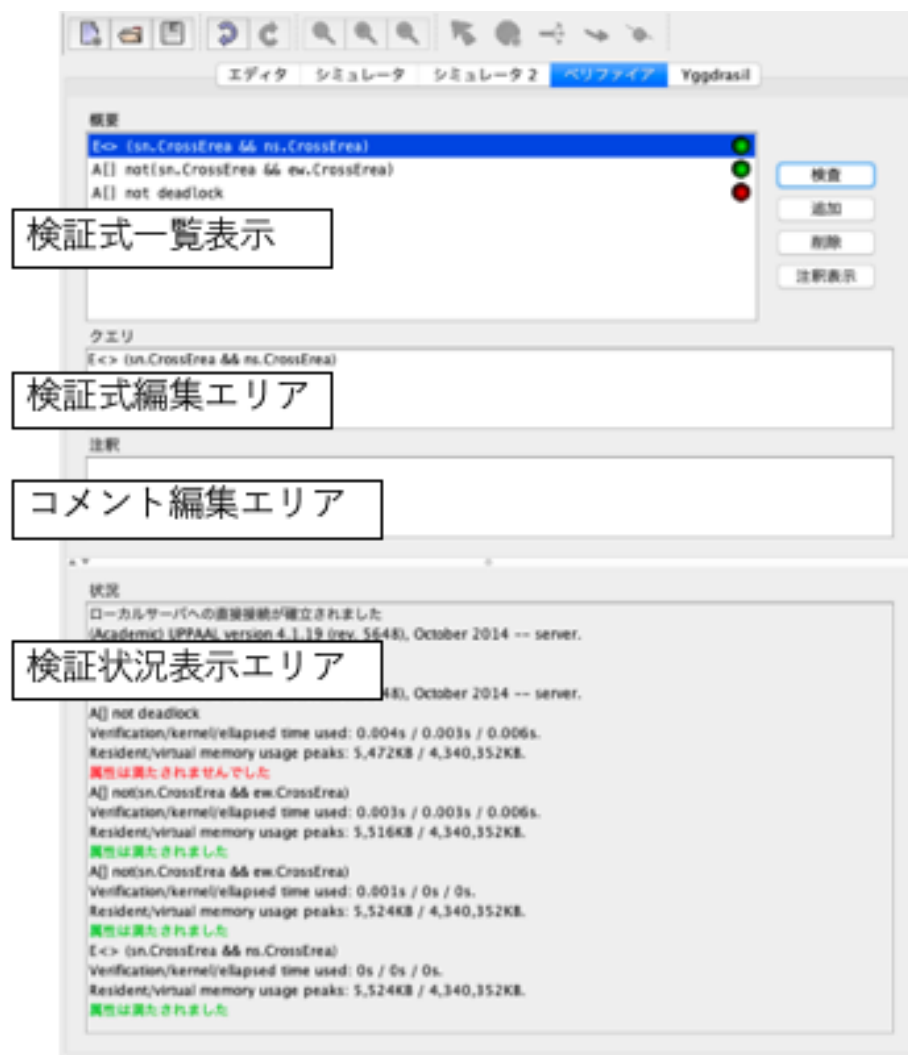 エディタ シミュレータ シミュレータ 2 ベリファイア Yggdrasil
概要
E<> (sn.CrossErea && ns.CrossErea)
A[] not(sn.CrossErea && ew.CrossErea)
A[] not deadlock
検査
追加
削除
注釈表示
検証式一覧表示
クエリ
E<> (sn.CrossErea && ns.CrossErea)
検証式編集エリア
注釈
コメント編集エリア
状況
ローカルサーバへの直接接続が確立されました
(Academic) UPPAAL version 4.1.19 (rev. 5648), October 2014 -- server.
検証状況表示エリア
48), October 2014 -- server.
A[] not deadlock
Verification/kernel/ellapsed time used: 0.004s / 0.003s / 0.006s.
Resident/virtual memory usage peaks: 5,472KB / 4,340,352KB.
属性は満たされませんでした
A[] not(sn.CrossErea && ew.CrossErea)
Verification/kernel/ellapsed time used: 0.003s / 0.003s / 0.006s.
Resident/virtual memory usage peaks: 5,516KB / 4,340,352KB.
属性は満たされました
A[] not(sn.CrossErea && ew.CrossErea)
Verification/kernel/ellapsed time used: 0.001s / 0s / 0s.
Resident/virtual memory usage peaks: 5,524KB / 4,340,352KB.
属性は満たされました
E<> (sn.CrossErea && ns.CrossErea)
Verification/kernel/ellapsed time used: 0s / 0s / 0s.
Resident/virtual memory usage peaks: 5,524KB / 4,340,352KB.
属性は満たされました